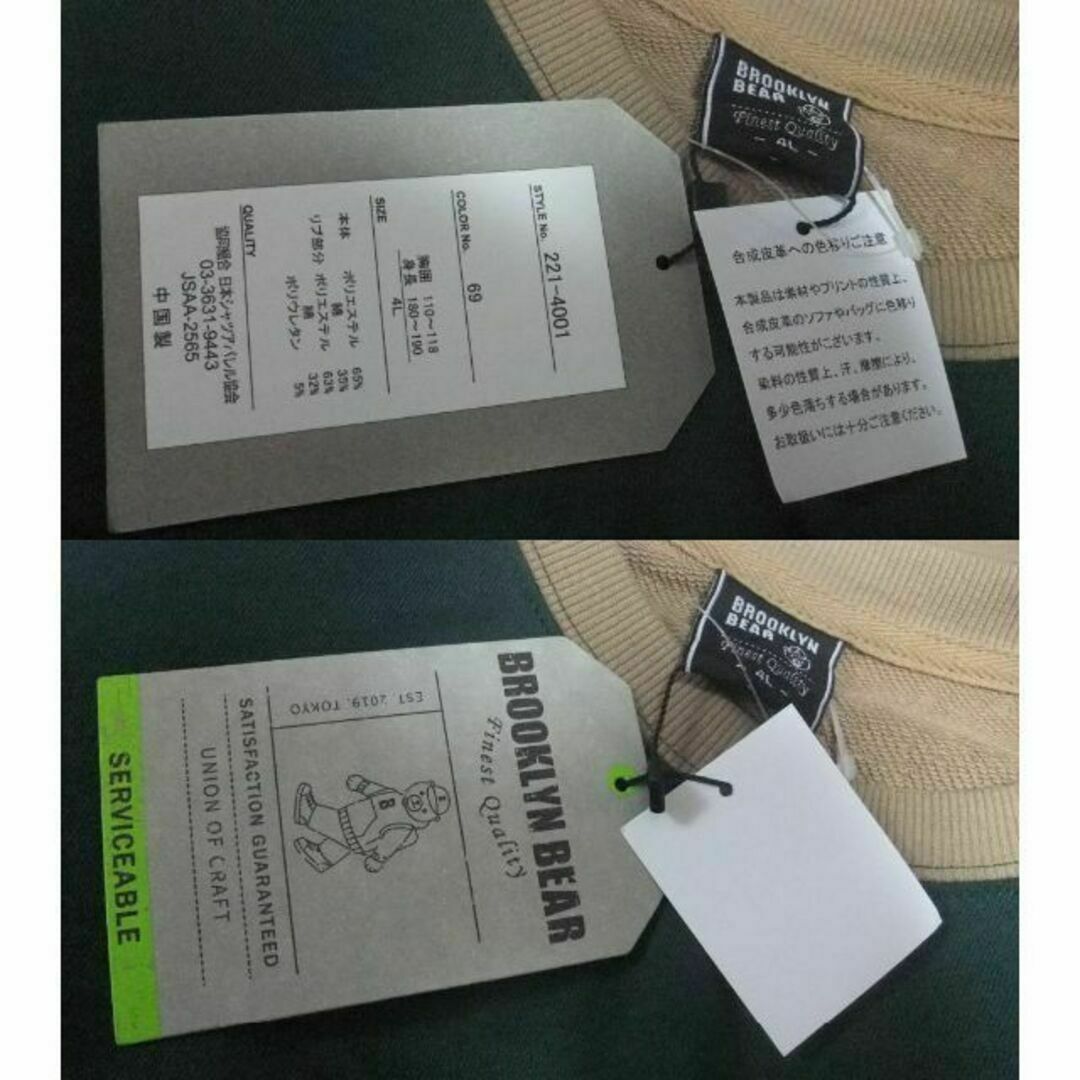 BROOKLYN
BEAR
Finest Quality
- 4L -
STYLE No. 221-4001
COLOR No. 69
SIZE
胸囲 110～118
身長 180～190
4L
本体 ポリエステル 65%
綿 35%
リブ部分 ポリエステル 63%
綿 32%
ポリウレタン 5%
QUALITY
協同組合 日本シャツアパレル協会
03-3631-9443
JSAA-2565
中国製
合成皮革への色移りご注意
本製品は素材やプリントの性質上、
合成皮革のソファやバッグに色移り
する可能性がございます。
染料の性質上、汗、摩擦により、
多少色落ちする場合があります。
お取扱いには十分ご注意ください。
BROOKLYN
BEAR
Finest Quality
- 4L -
BROOKLYN BEAR
Finest Quality
EST. 2019. TOKYO
B
SATISFACTION GUARANTEED
UNION OF CRAFT
SERVICEABLE